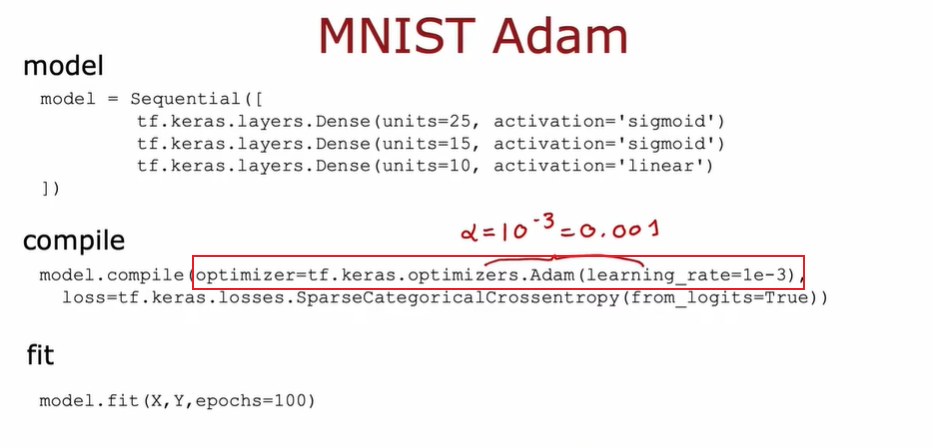 MNIST Adam
model
model = Sequential([
tf.keras.layers.Dense(units=25, activation='sigmoid')
tf.keras.layers.Dense(units=15, activation='sigmoid')
tf.keras.layers.Dense(units=10, activation='linear')
])
α=10⁻³=0.001
compile
model.compile(optimizer=tf.keras.optimizers.Adam(learning_rate=1e-3),
loss=tf.keras.losses.SparseCategoricalCrossentropy(from_logits=True))
fit
model.fit(X,Y,epochs=100)